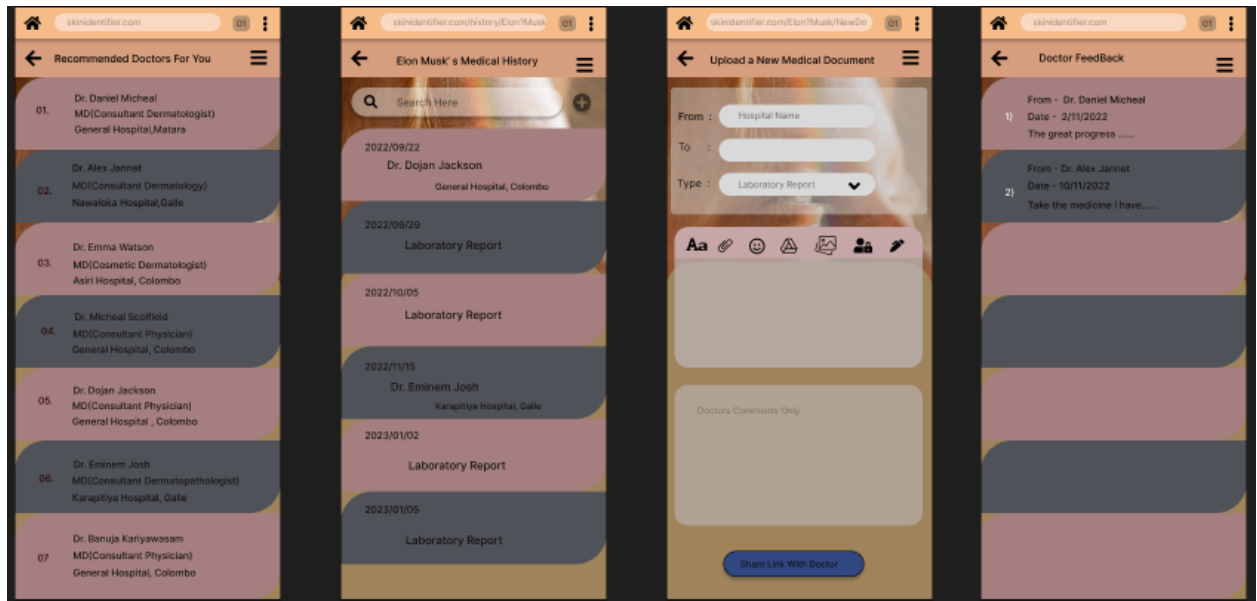 skinidentifier.com
01
Recommended Doctors For You
01.
Dr. Daniel Micheal
MD(Consultant Dermatologist)
General Hospital,Matara
02.
Dr. Alex Jannet
MD(Consultant Dermatology)
Nawaloka Hospital,Galle
03.
Dr. Emma Watson
MD(Cosmetic Dermatologist)
Asiri Hospital, Colombo
04.
Dr. Micheal Scolfield
MD(Consultant Physician)
General Hospital, Colombo
05.
Dr. Dojan Jackson
MD(Consultant Physician)
General Hospital , Colombo
06.
Dr. Eminem Josh
MD(Consultant Dermatopathologist)
Karapitiya Hospital, Galle
07
Dr. Banuja Kariyawasam
MD(Consultant Physician)
General Hospital, Colombo
skinidentifier.com/history/Elon?Musk
01
Elon Musk' s Medical History
Search Here
2022/09/22
Dr. Dojan Jackson
General Hospital, Colombo
2022/09/29
Laboratory Report
2022/10/05
Laboratory Report
2022/11/15
Dr. Eminem Josh
Karapitiya Hospital, Galle
2023/01/02
Laboratory Report
2023/01/05
Laboratory Report
skinidentifier.com/Elon?Musk/NewDo
01
Upload a New Medical Document
From : Hospital Name
To :
Type : Laboratory Report
Aa
Doctors Comments Only
Share Link With Doctor
skinidentifier.com
01
Doctor FeedBack
1)
From - Dr. Daniel Micheal
Date - 2/11/2022
The great progress ......
2)
From - Dr. Alex Jannat
Date - 10/11/2022
Take the medicine I have......